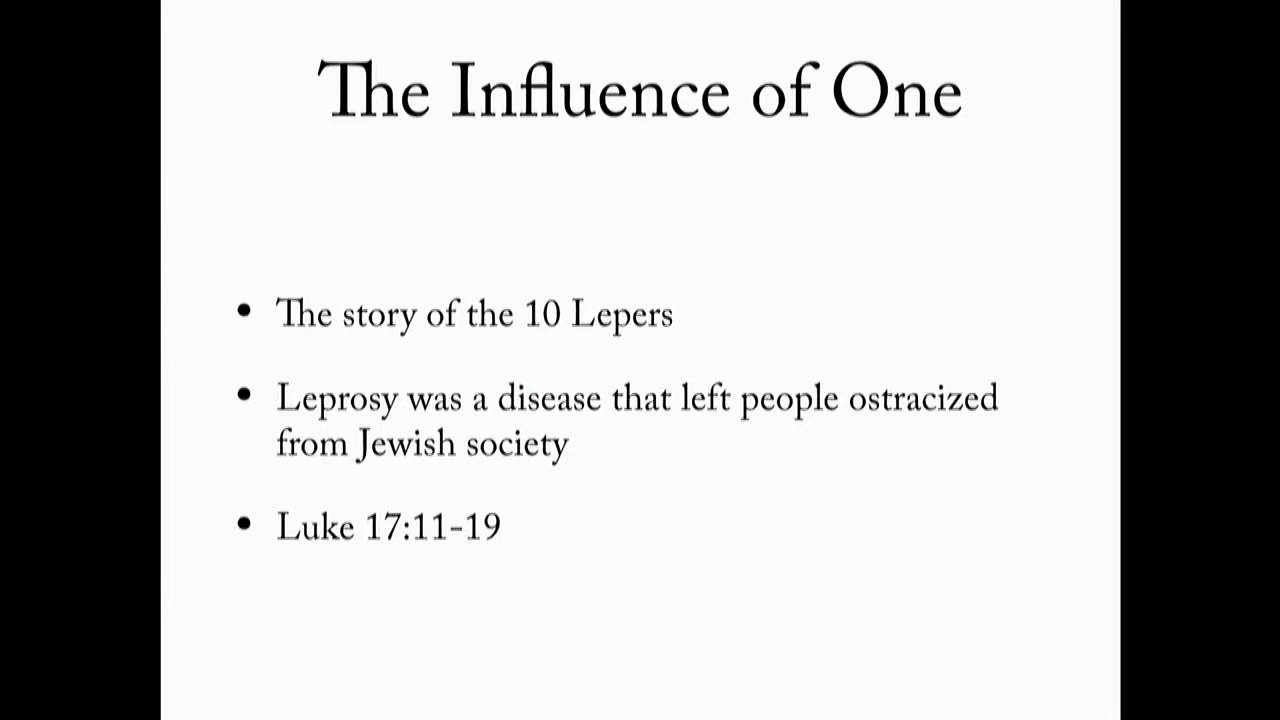 The Influence of One
• The story of the 10 Lepers
• Leprosy was a disease that left people ostracized
from Jewish society
• Luke 17:11-19